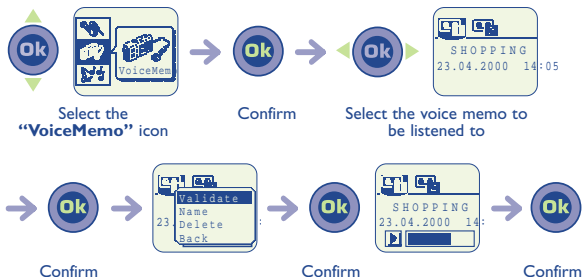 Ok
VoiceMem
Ok
Ok
SHOPPING
23.04.2000 14:05
Select the
“VoiceMemo” icon
Confirm
Select the voice memo to
be listened to
Ok
Validate
Name
Delete
Back
23. :
Ok
SHOPPING
23.04.2000 14:
Ok
Confirm
Confirm
Confirm